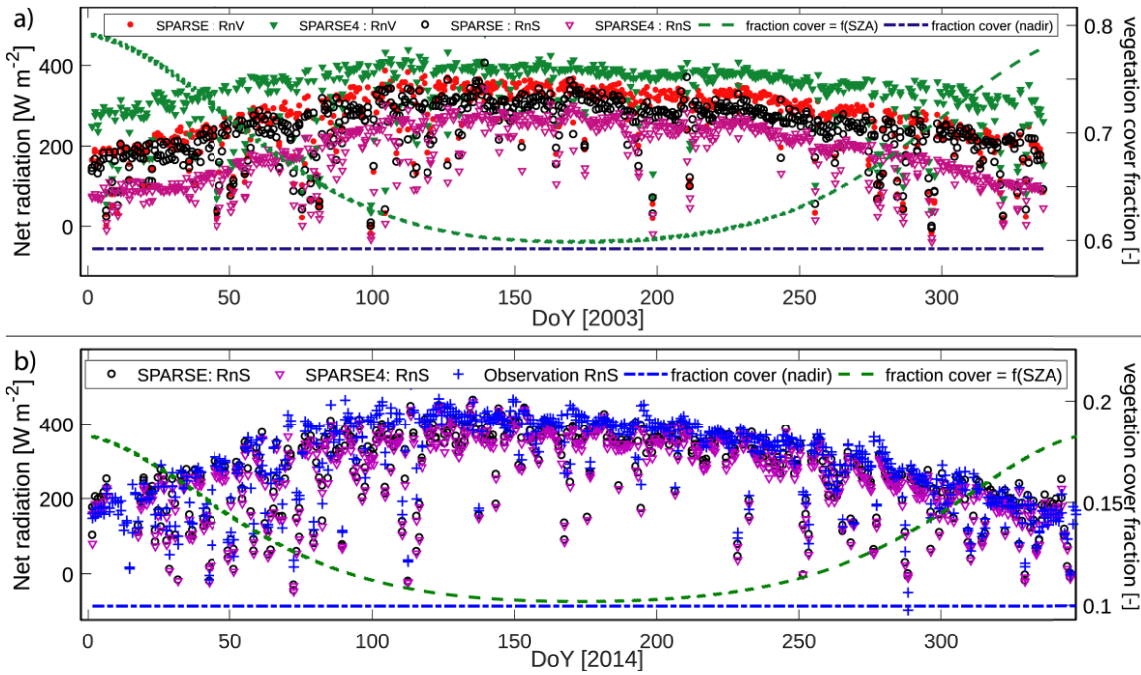 a)
SPARSE : RnV SPARSE4 : RnV SPARSE : RnS SPARSE4 : RnS fraction cover = f(SZA) fraction cover (nadir)
Net radiation [W m-2]
400
200
0
0.8
0.7
0.6
vegetation cover fraction [-]
0 50 100 150 200 250 300
DoY [2003]
b)
SPARSE: RnS SPARSE4: RnS Observation RnS fraction cover (nadir) fraction cover = f(SZA)
Net radiation [W m-2]
400
200
0
0.2
0.15
0.1
vegetation cover fraction [-]
0 50 100 150 200 250 300
DoY [2014]